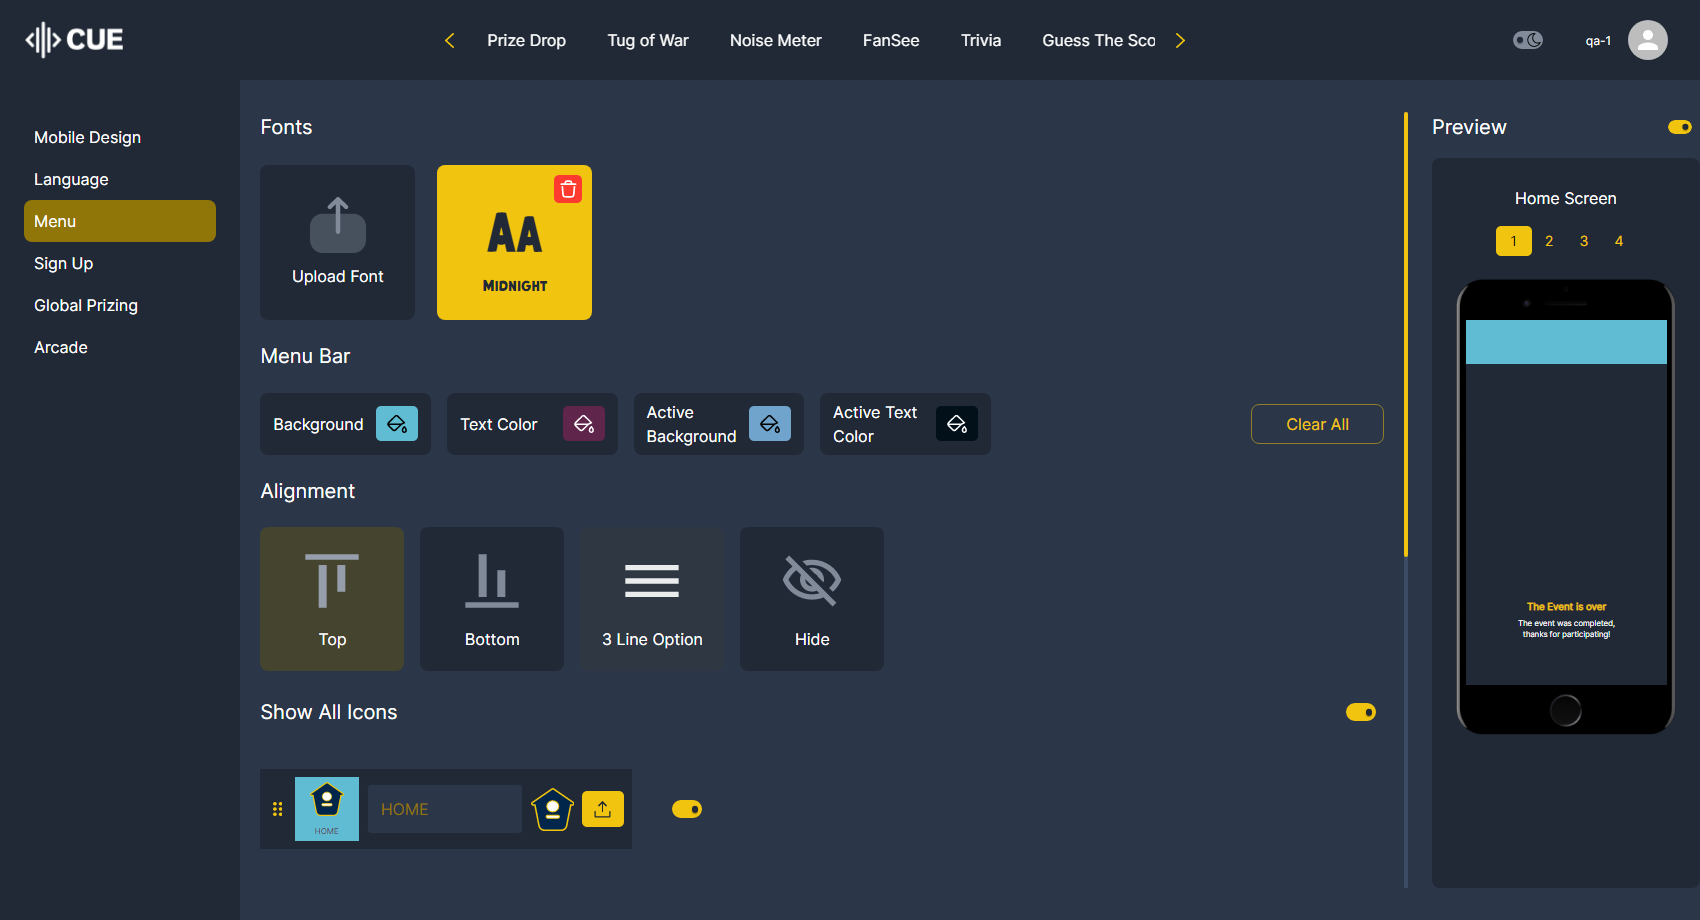 CUE
Prize Drop
Tug of War
Noise Meter
FanSee
Trivia
Guess The Sco
qa-1
Mobile Design
Language
Menu
Sign Up
Global Prizing
Arcade
Fonts
Upload Font
AA
MIDNIGHT
Menu Bar
Background
Text Color
Active
Background
Active Text
Color
Clear All
Alignment
Top
Bottom
3 Line Option
Hide
Show All Icons
HOME
HOME
Preview
Home Screen
1 2 3 4
The Event is over
The event was completed,
thanks for participating!